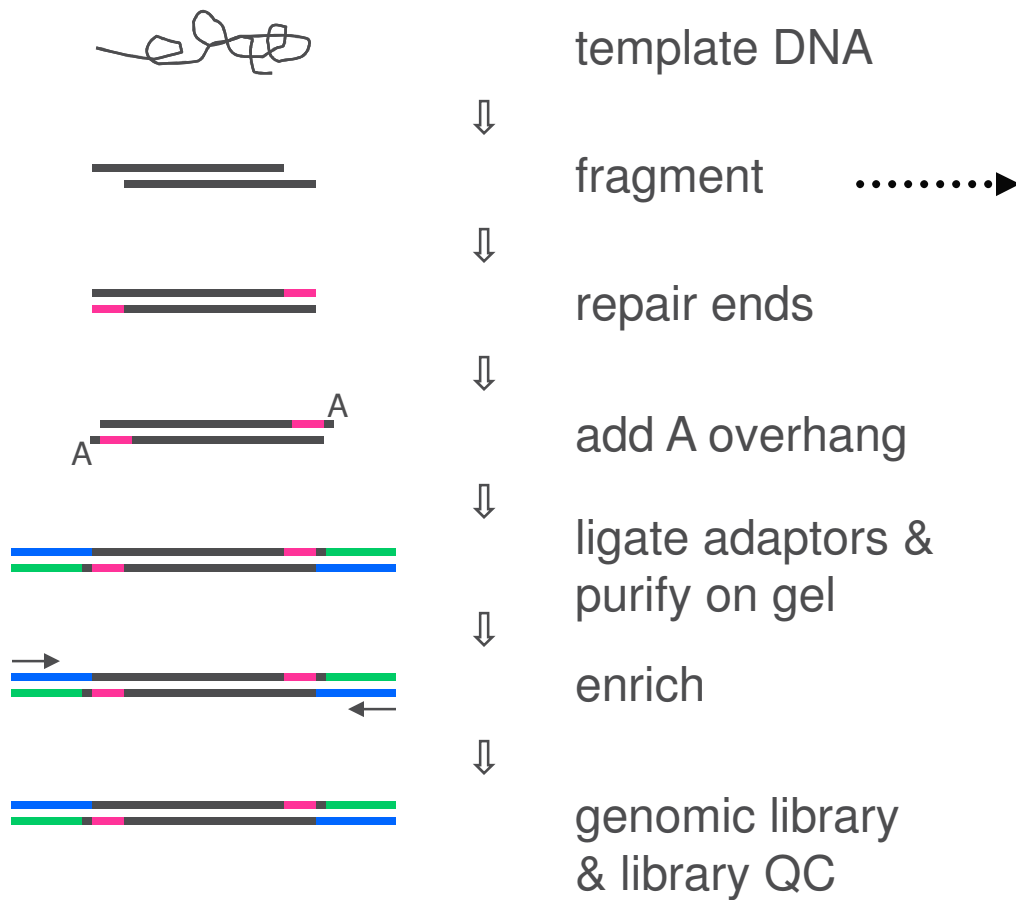 template DNA
fragment
repair ends
A
A
add A overhang
ligate adaptors &
purify on gel
enrich
genomic library
& library QC